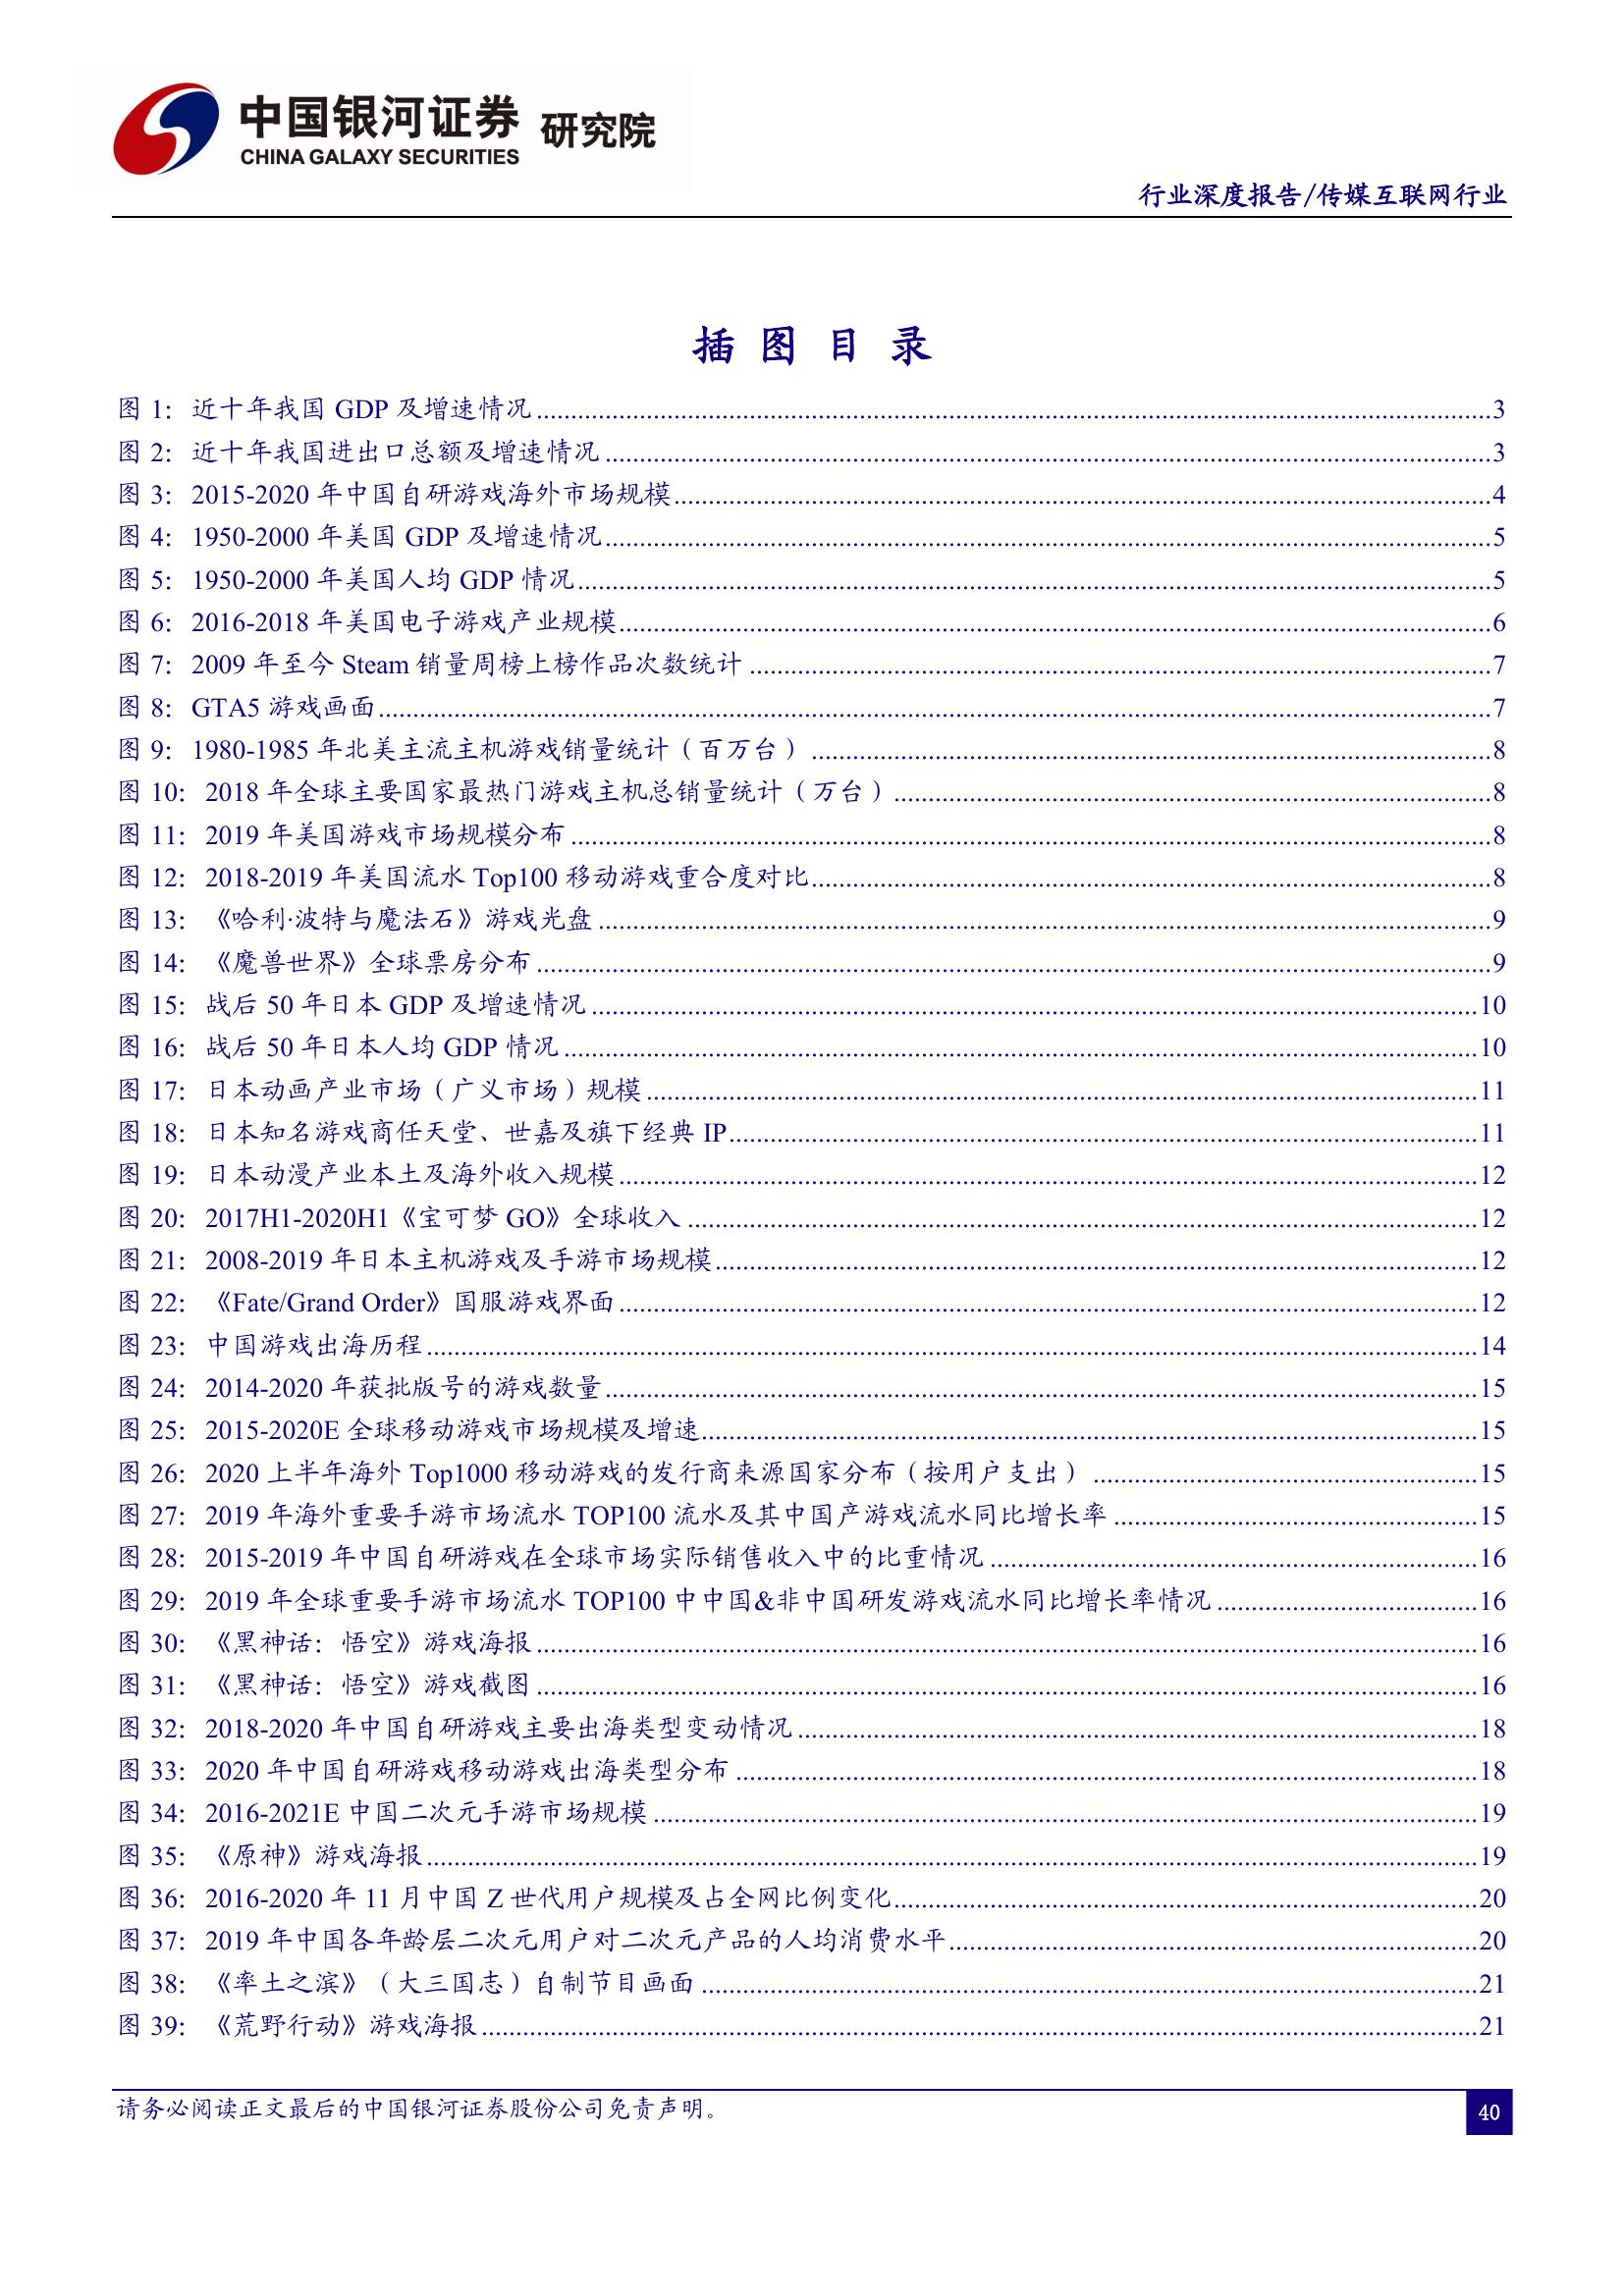 中国银河证券 研究院
CHINA GALAXY SECURITIES
行业深度报告/传媒互联网行业
插 图 目 录
图 1: 近十年我国 GDP 及增速情况 3
图 2: 近十年我国进出口总额及增速情况 3
图 3: 2015-2020 年中国自研游戏海外市场规模 4
图 4: 1950-2000 年美国 GDP 及增速情况 5
图 5: 1950-2000 年美国人均 GDP 情况 5
图 6: 2016-2018 年美国电子游戏产业规模 6
图 7: 2009 年至今 Steam 销量周榜上榜作品次数统计 7
图 8: GTA5 游戏画面 7
图 9: 1980-1985 年北美主流主机游戏销量统计（百万台） 8
图 10: 2018 年全球主要国家最热门游戏主机总销量统计（万台） 8
图 11: 2019 年美国游戏市场规模分布 8
图 12: 2018-2019 年美国流水 Top100 移动游戏重合度对比 8
图 13: 《哈利·波特与魔法石》游戏光盘 9
图 14: 《魔兽世界》全球票房分布 9
图 15: 战后 50 年日本 GDP 及增速情况 10
图 16: 战后 50 年日本人均 GDP 情况 10
图 17: 日本动画产业市场（广义市场）规模 11
图 18: 日本知名游戏商任天堂、世嘉及旗下经典 IP 11
图 19: 日本动漫产业本土及海外收入规模 12
图 20: 2017H1-2020H1《宝可梦 GO》全球收入 12
图 21: 2008-2019 年日本主机游戏及手游市场规模 12
图 22: 《Fate/Grand Order》国服游戏界面 12
图 23: 中国游戏出海历程 14
图 24: 2014-2020 年获批版号的游戏数量 15
图 25: 2015-2020E 全球移动游戏市场规模及增速 15
图 26: 2020 上半年海外 Top1000 移动游戏的发行商来源国家分布（按用户支出） 15
图 27: 2019 年海外重要手游市场流水 TOP100 流水及其中国产游戏流水同比增长率 15
图 28: 2015-2019 年中国自研游戏在全球市场实际销售收入中的比重情况 16
图 29: 2019 年全球重要手游市场流水 TOP100 中中国&非中国研发游戏流水同比增长率情况 16
图 30: 《黑神话：悟空》游戏海报 16
图 31: 《黑神话：悟空》游戏截图 16
图 32: 2018-2020 年中国自研游戏主要出海类型变动情况 18
图 33: 2020 年中国自研游戏移动游戏出海类型分布 18
图 34: 2016-2021E 中国二次元手游市场规模 19
图 35: 《原神》游戏海报 19
图 36: 2016-2020 年 11 月中国 Z 世代用户规模及占全网比例变化 20
图 37: 2019 年中国各年龄层二次元用户对二次元产品的人均消费水平 20
图 38: 《率土之滨》（大三国志）自制节目画面 21
图 39: 《荒野行动》游戏海报 21
请务必阅读正文最后的中国银河证券股份公司免责声明。
40